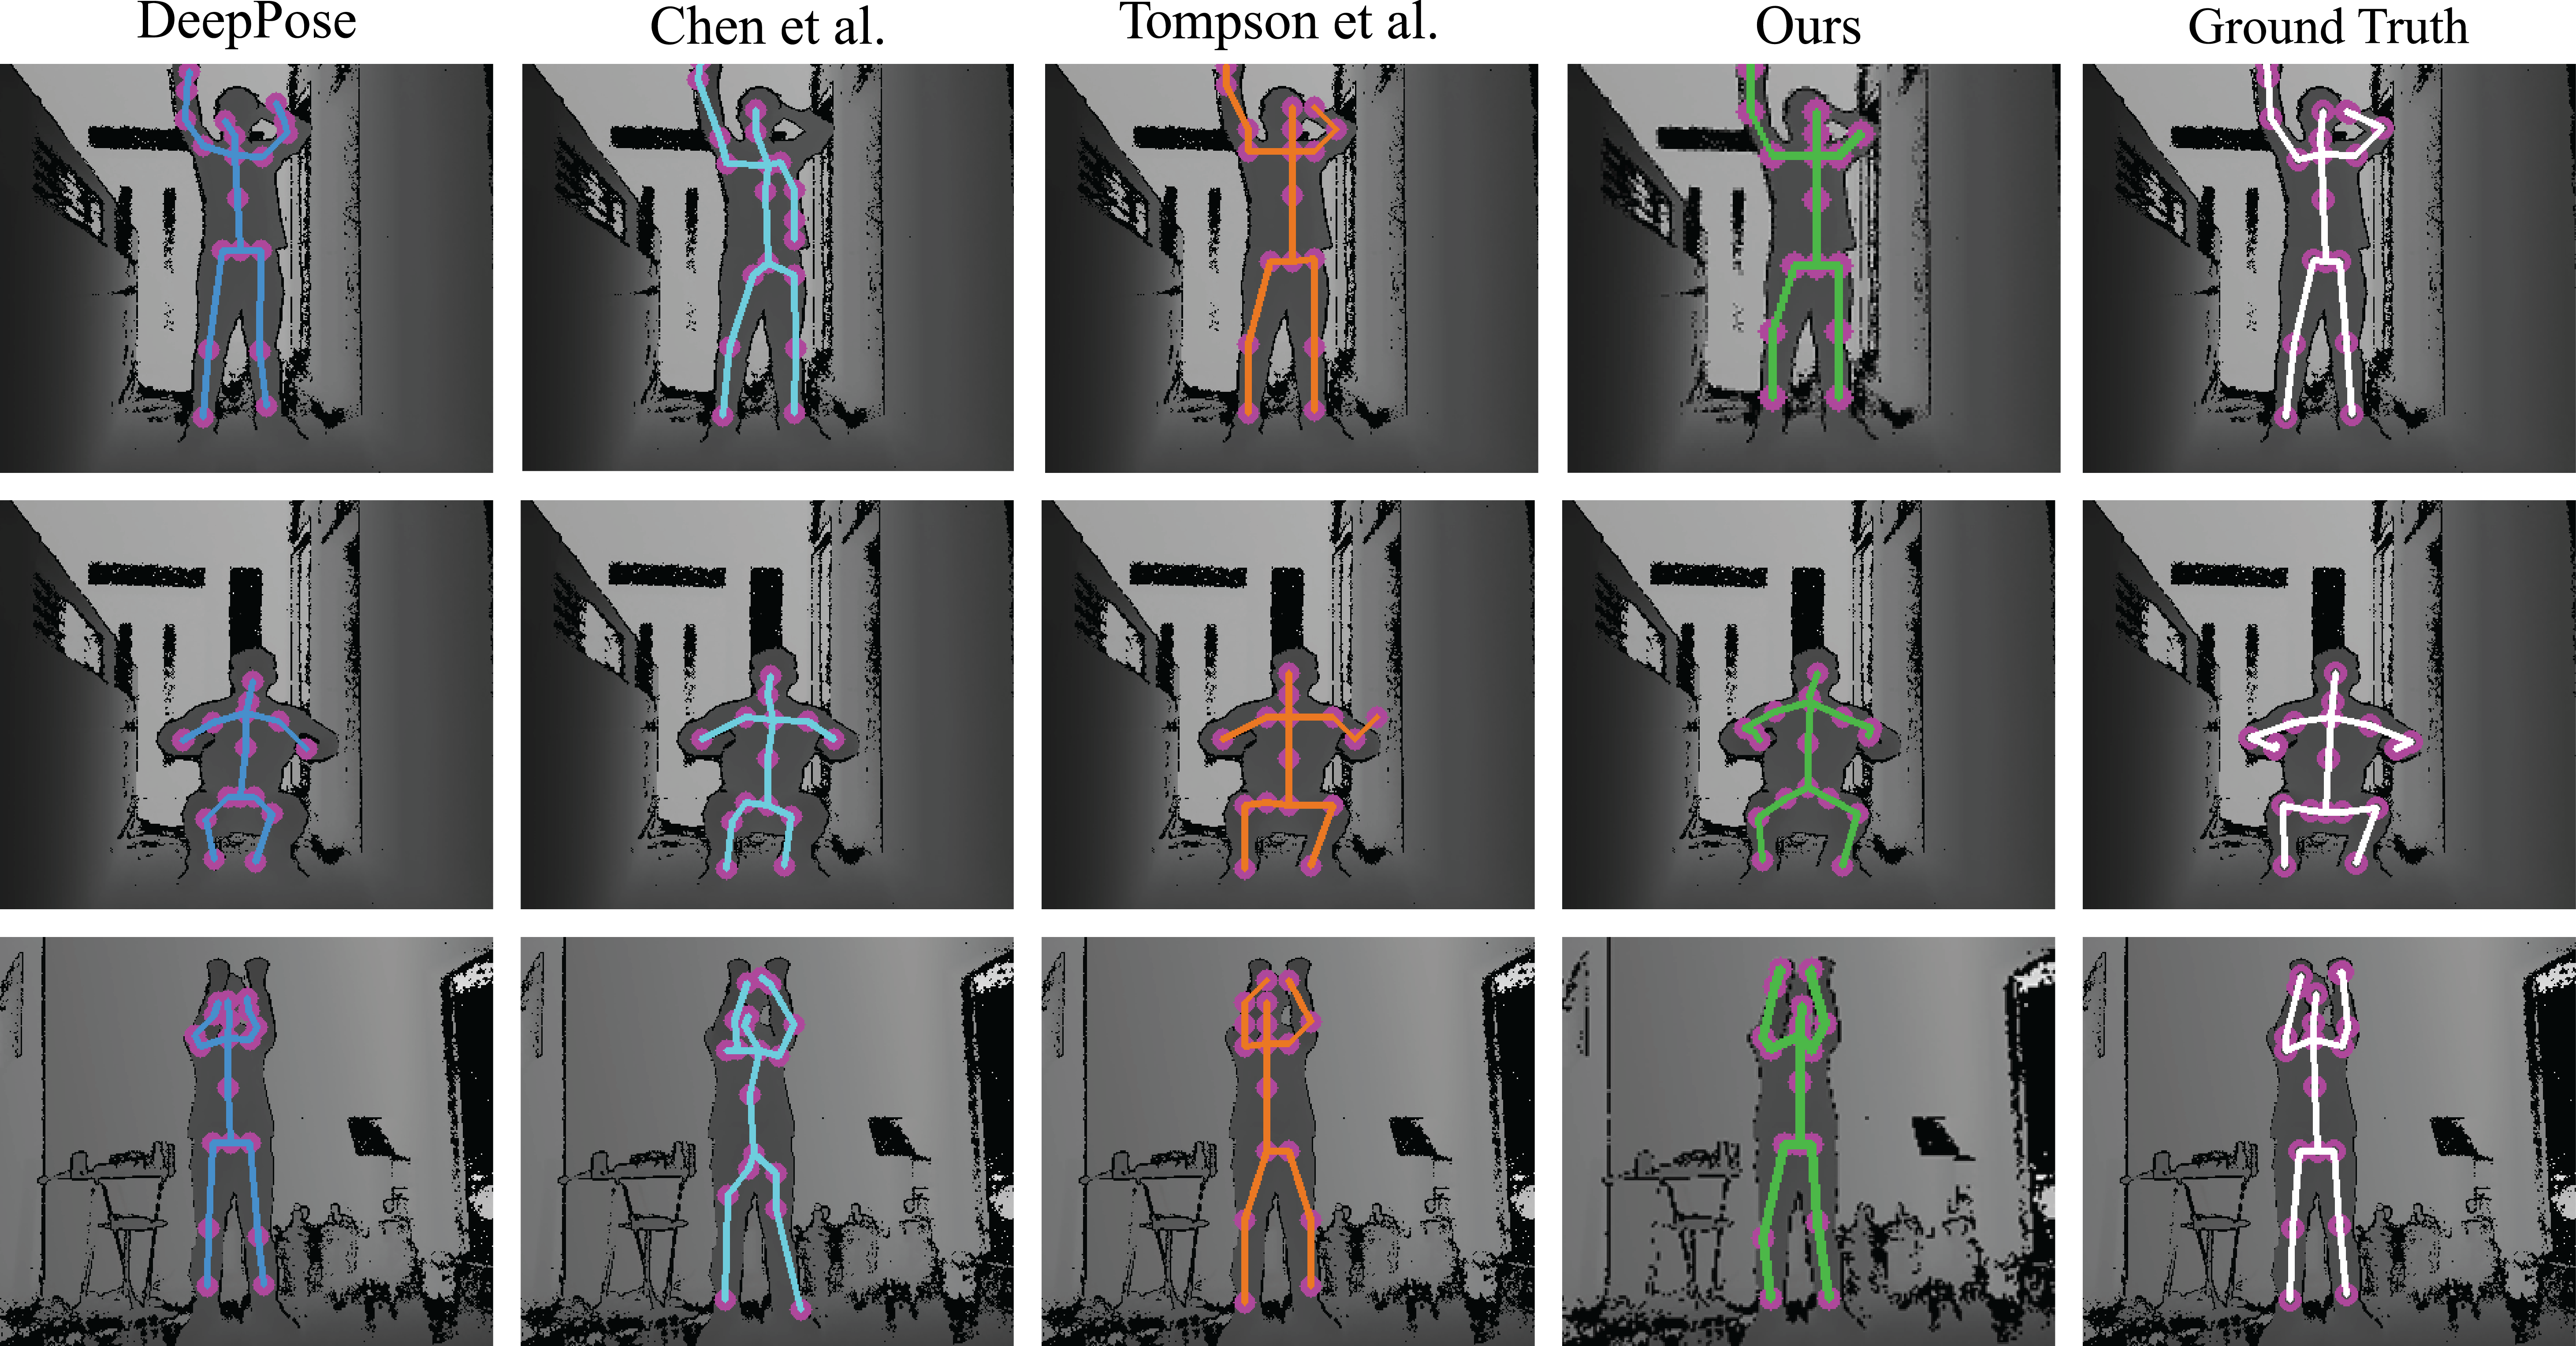 DeepPose
Chen et al.
Tompson et al.
Ours
Ground Truth